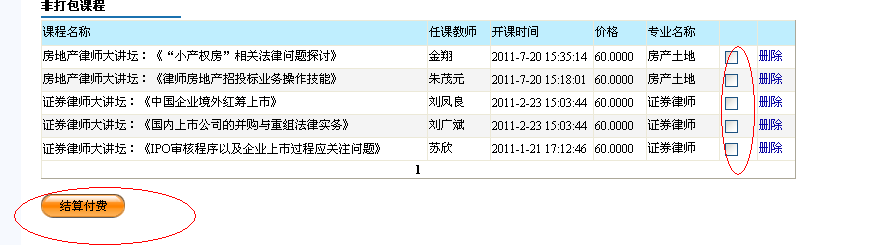 非打包课程
课程名称 任课教师 开课时间 价格 专业名称
房地产律师大讲坛：《“小产权房”相关法律问题探讨》 金翔 2011-7-20 15:35:14 60.0000 房产土地 删除
房地产律师大讲坛：《律师房地产招投标业务操作技能》 朱茂元 2011-7-20 15:18:01 60.0000 房产土地 删除
证券律师大讲坛：《中国企业境外红筹上市》 刘凤良 2011-2-23 15:03:44 60.0000 证券律师 删除
证券律师大讲坛：《国内上市公司的并购与重组法律实务》 刘广斌 2011-2-23 15:03:44 60.0000 证券律师 删除
证券律师大讲坛：《IPO审核程序以及企业上市过程应关注问题》 苏欣 2011-1-21 17:12:46 60.0000 证券律师 删除
1
结算付费